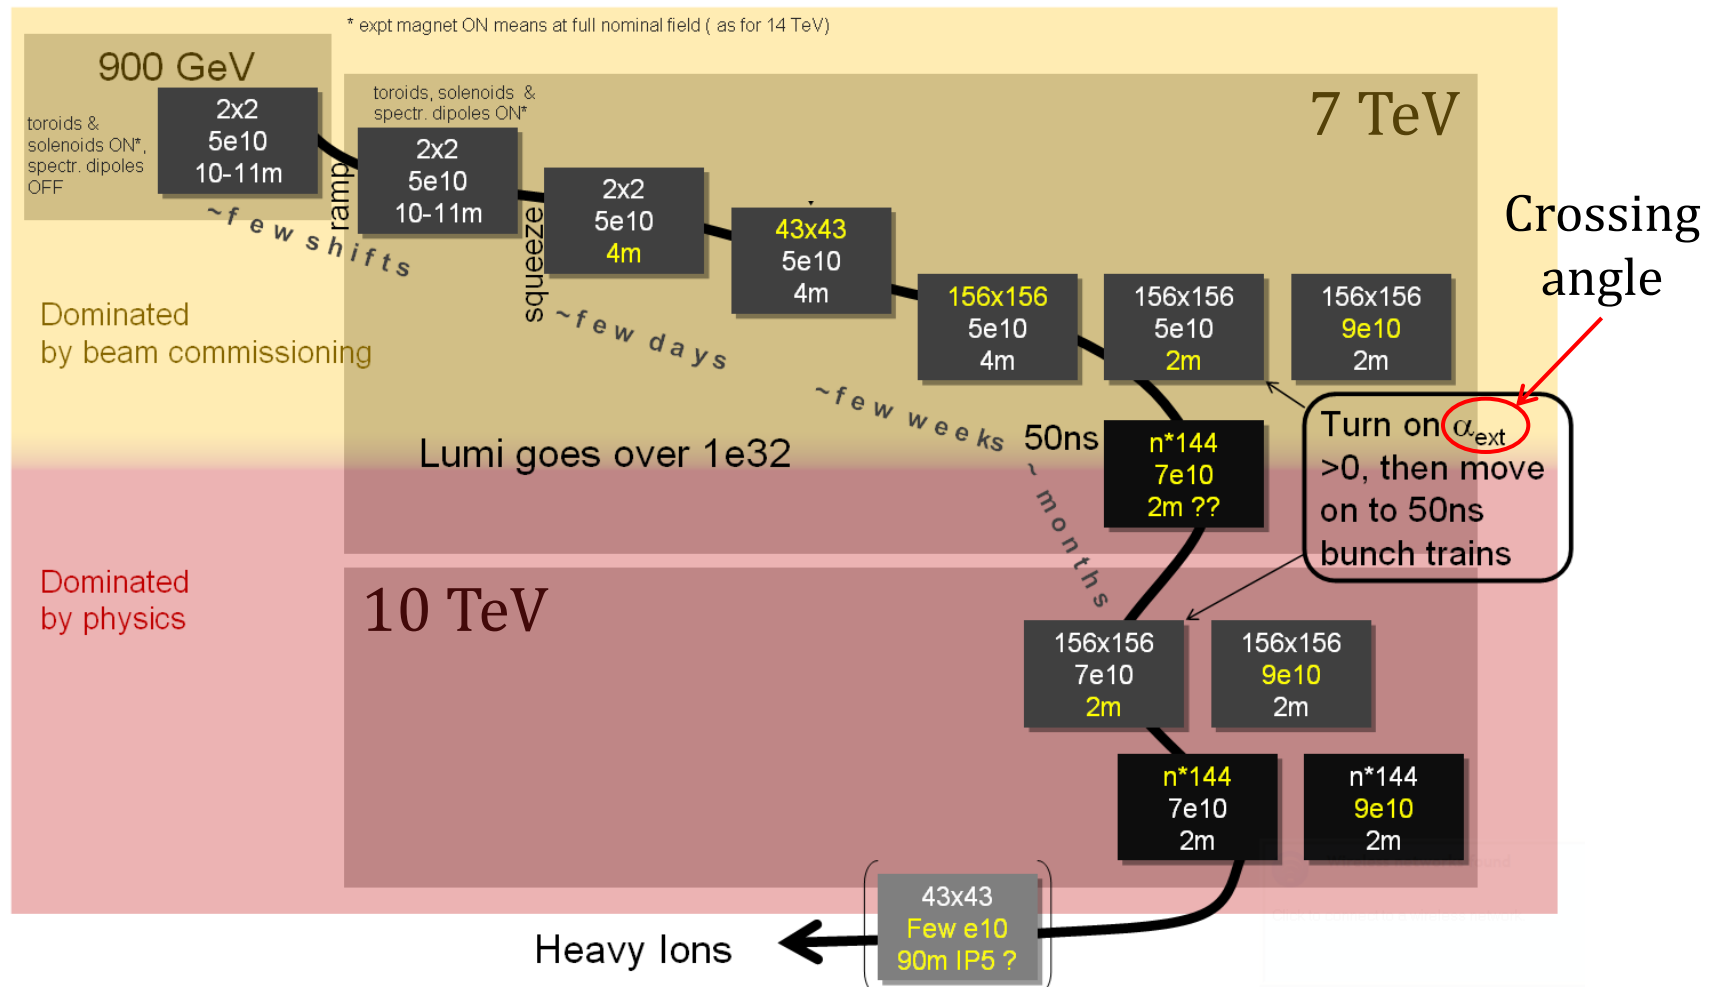 * expt magnet ON means at full nominal field ( as for 14 TeV)
900 GeV
toroids &
solenoids ON*,
spectr. dipoles
OFF
2x2
5e10
10-11m
ramp
~few shifts
toroids, solenoids &
spectr. dipoles ON*
7 TeV
2x2
5e10
10-11m
squeeze
2x2
5e10
4m
~few days
43x43
5e10
4m
156x156
5e10
4m
156x156
5e10
2m
156x156
9e10
2m
Crossing
angle
~few weeks
Dominated
by beam commissioning
Lumi goes over 1e32
50ns
n*144
7e10
2m ??
Turn on αext
>0, then move
on to 50ns
bunch trains
~ months
Dominated
by physics
10 TeV
156x156
7e10
2m
156x156
9e10
2m
n*144
7e10
2m
n*144
9e10
2m
43x43
Few e10
90m IP5 ?
Heavy Ions